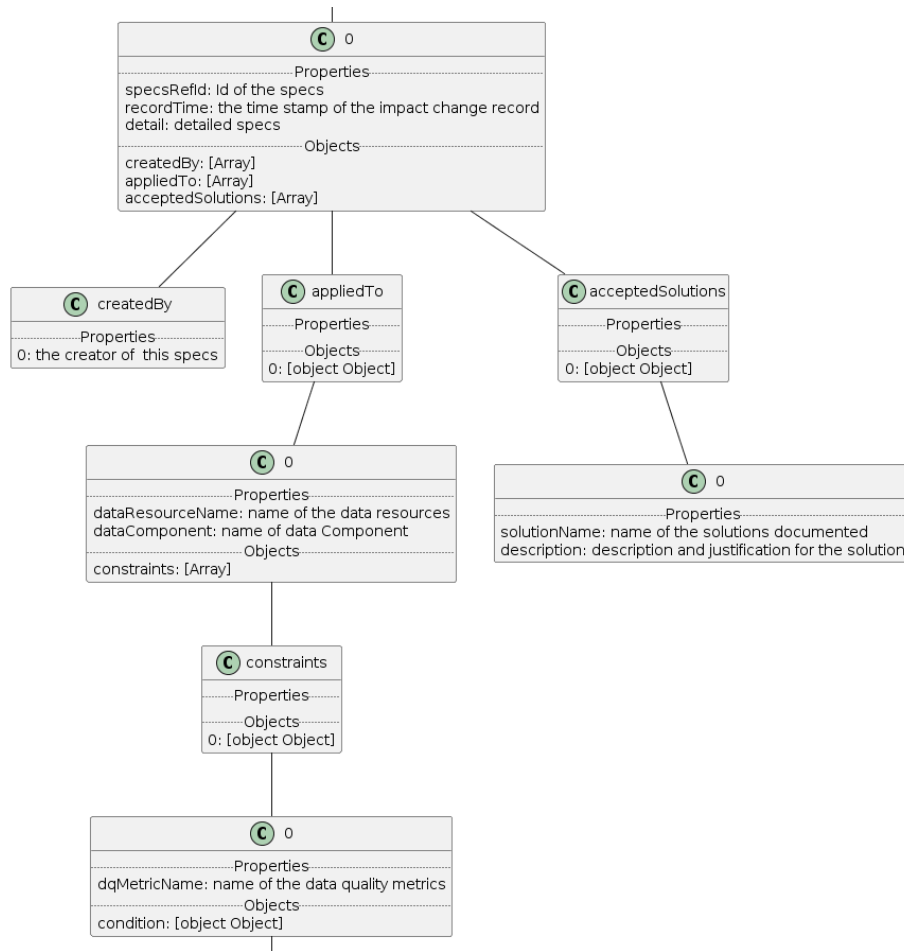 C 0
Properties
specsRefId: Id of the specs
recordTime: the time stamp of the impact change record
detail: detailed specs
Objects
createdBy: [Array]
appliedTo: [Array]
acceptedSolutions: [Array]
C createdBy
Properties
0: the creator of  this specs
C appliedTo
Properties
Objects
0: [object Object]
C acceptedSolutions
Properties
Objects
0: [object Object]
C 0
Properties
dataResourceName: name of the data resources
dataComponent: name of data Component
Objects
constraints: [Array]
C 0
Properties
solutionName: name of the solutions documented
description: description and justification for the solution
C constraints
Properties
Objects
0: [object Object]
C 0
Properties
dqMetricName: name of the data quality metrics
Objects
condition: [object Object]